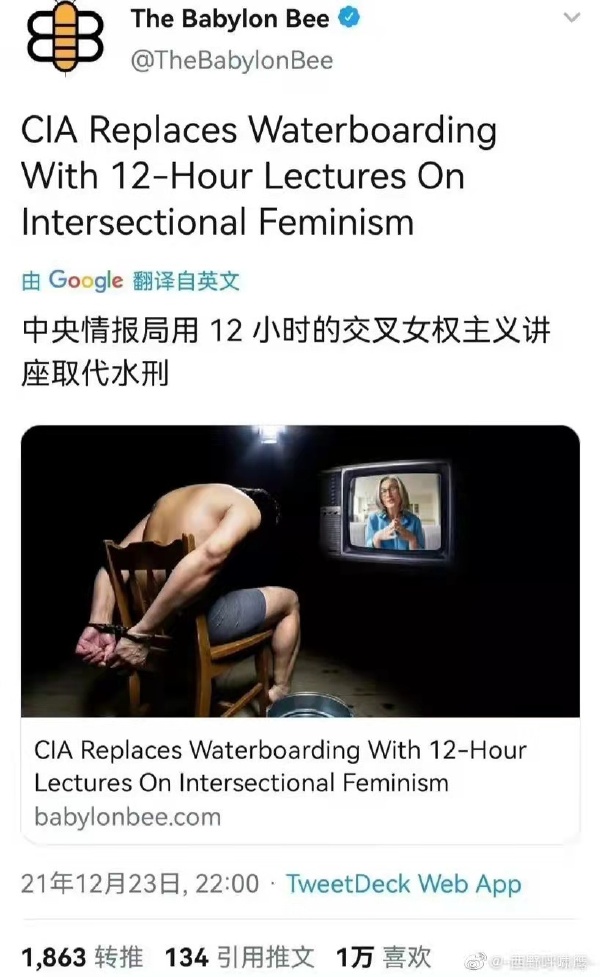 The Babylon Bee
@TheBabylonBee
CIA Replaces Waterboarding
With 12-Hour Lectures On
Intersectional Feminism
由 Google 翻译自英文
中央情报局用 12 小时的交叉女权主义讲
座取代水刑
CIA Replaces Waterboarding With 12-Hour
Lectures On Intersectional Feminism
babylonbee.com
21年12月23日, 22:00 · TweetDeck Web App
1,863 转推 134 引用推文 1万 喜欢